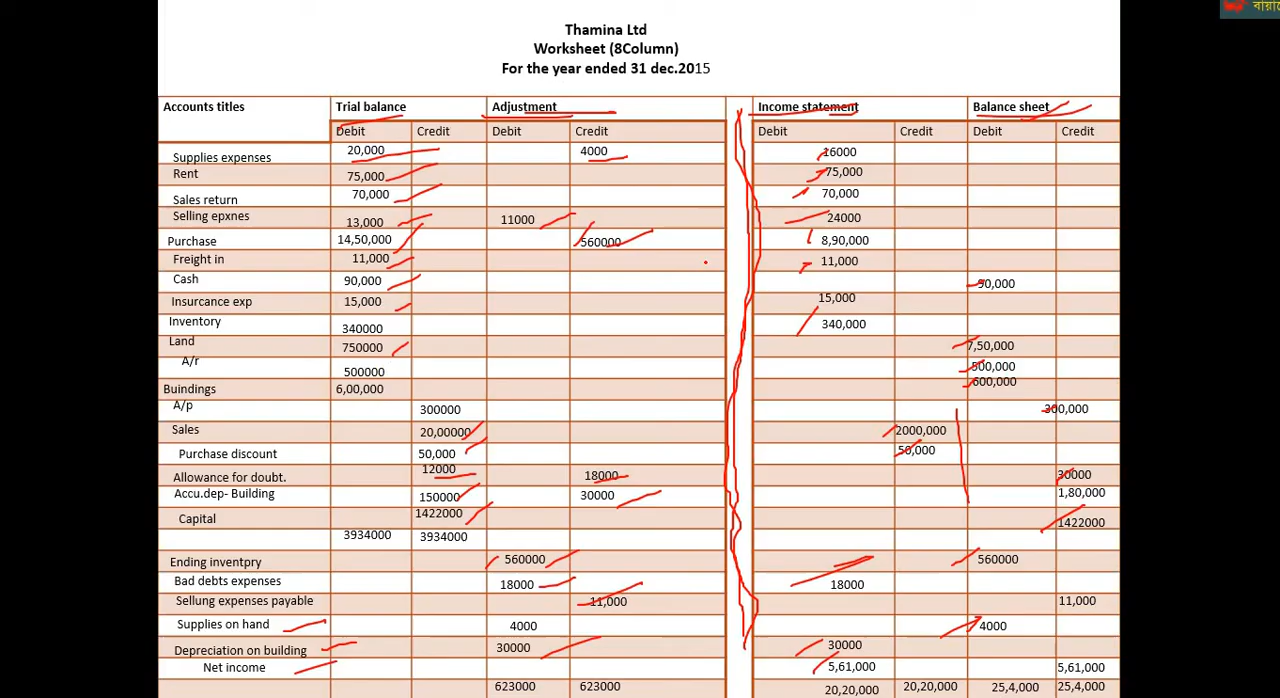 বায়ান্
Thamina Ltd
Worksheet (8Column)
For the year ended 31 dec.2015
Accounts titles Trial balance Adjustment Income statement Balance sheet
Debit Credit Debit Credit Debit Credit Debit Credit
Supplies expenses 20,000 4000 16000
Rent 75,000 75,000
Sales return 70,000 70,000
Selling epxnes 13,000 11000 24000
Purchase 14,50,000 560000 8,90,000
Freight in 11,000 11,000
Cash 90,000 90,000
Insurcance exp 15,000 15,000
Inventory 340000 340,000
Land 750000 7,50,000
A/r 500000 500,000
Buindings 6,00,000 600,000
A/p 300000 300,000
Sales 20,00000 2000,000
Purchase discount 50,000 50,000
Allowance for doubt. 12000 18000 30000
Accu.dep- Building 150000 30000 1,80,000
Capital 1422000 1422000
3934000 3934000
Ending inventpry 560000 560000
Bad debts expenses 18000 18000
Sellung expenses payable 11,000 11,000
Supplies on hand 4000 4000
Depreciation on building 30000 30000
Net income 5,61,000 5,61,000
623000 623000 20,20,000 20,20,000 25,4,000 25,4,000